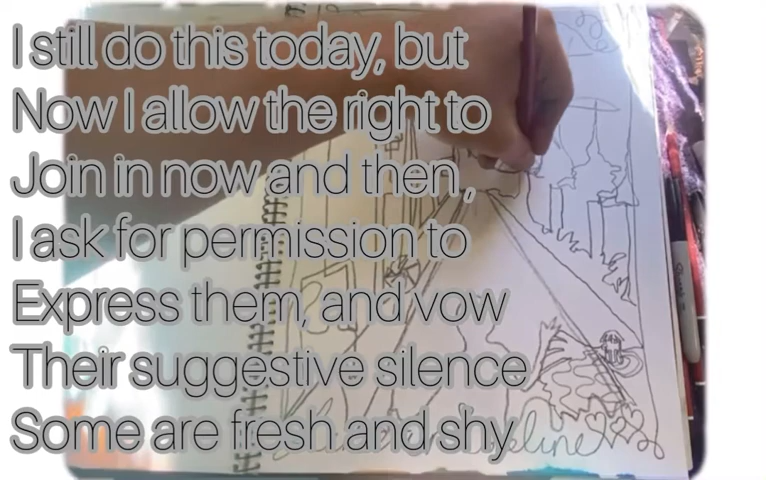 I still do this today, but
Now I allow the right to
Join in now and then,
I ask for permission to
Express them, and vow
Their suggestive silence
Some are fresh and shy